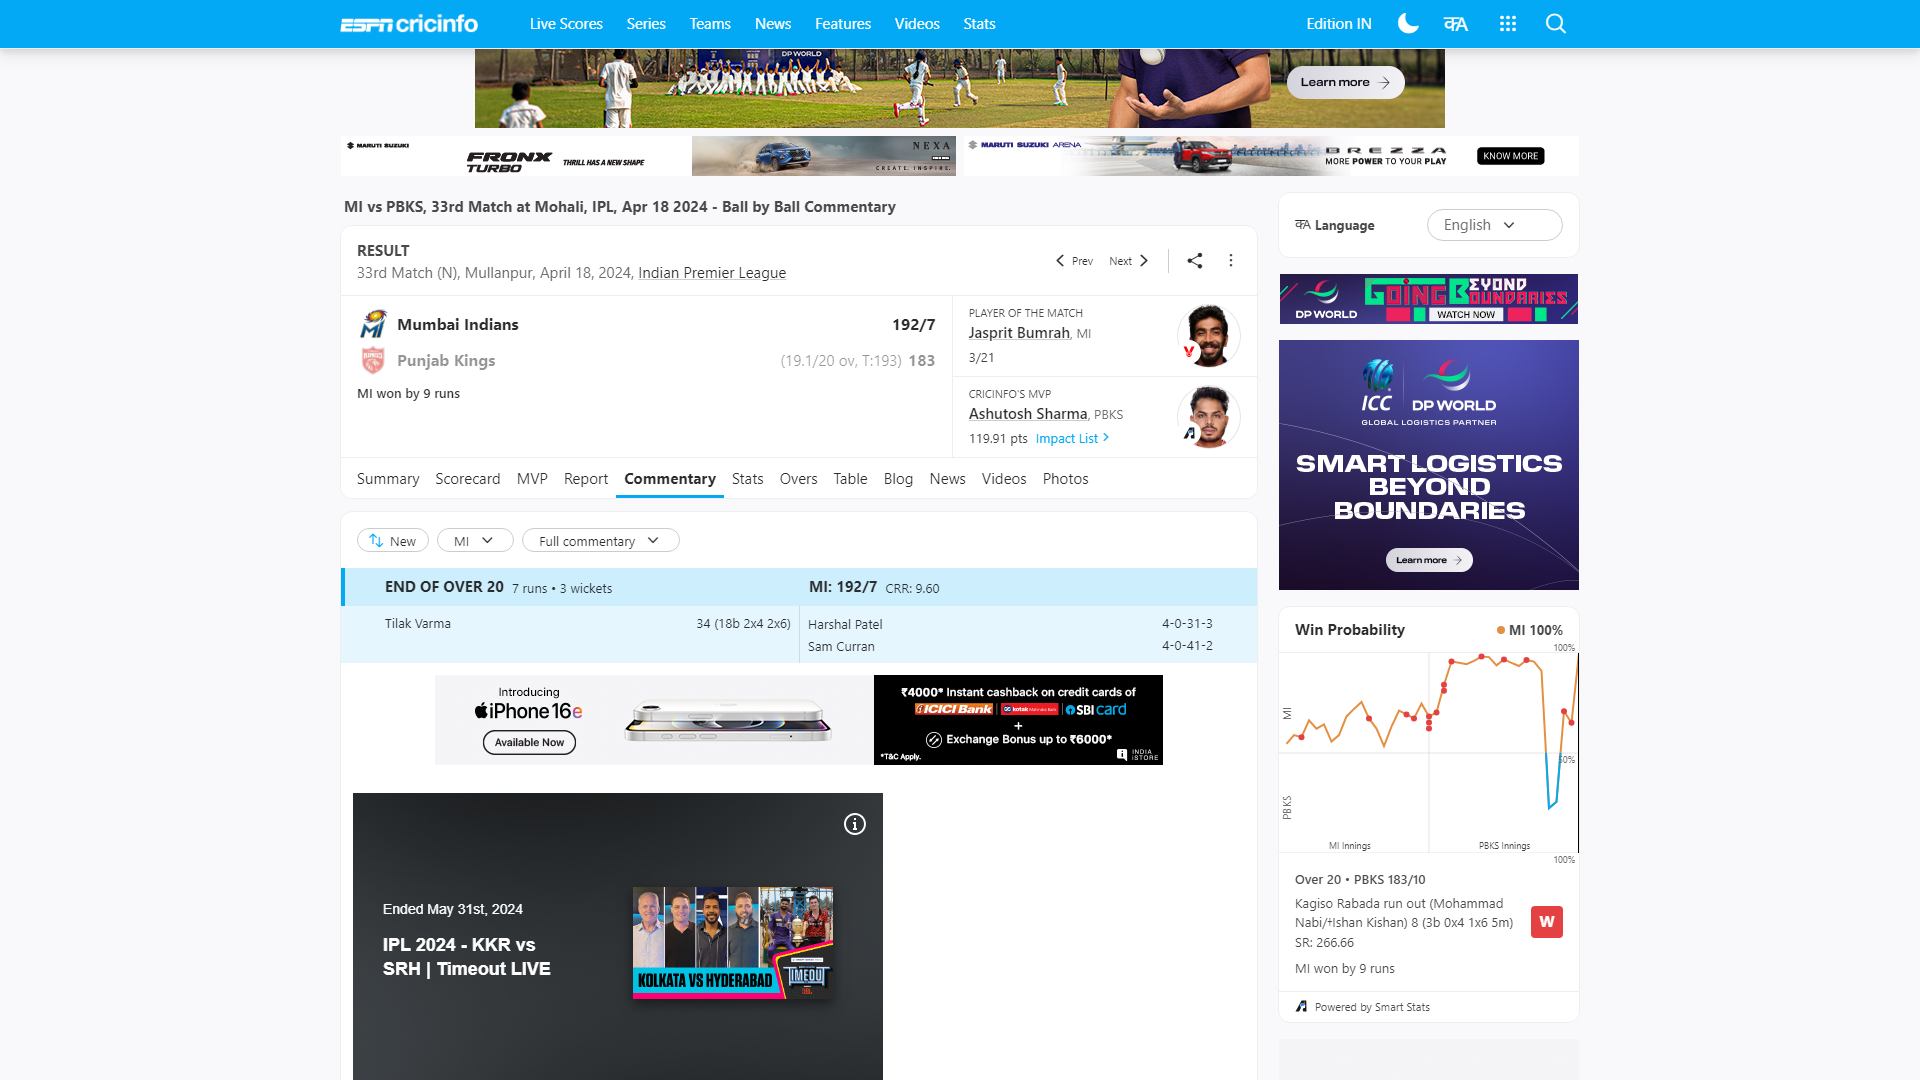 ESPN cricinfo
Live Scores Series Teams News Features Videos Stats
Edition IN
DP WORLD
Learn more
MARUTI SUZUKI
FRONX TURBO
THRILL HAS A NEW SHAPE
NEXA
CREATE. INSPIRE.
MARUTI SUZUKI ARENA
BREZZA
MORE POWER TO YOUR PLAY
KNOW MORE
MI vs PBKS, 33rd Match at Mohali, IPL, Apr 18 2024 - Ball by Ball Commentary
RESULT
33rd Match (N), Mullanpur, April 18, 2024, Indian Premier League
Prev Next
Mumbai Indians 192/7
Punjab Kings (19.1/20 ov, T:193) 183
MI won by 9 runs
PLAYER OF THE MATCH
Jasprit Bumrah, MI
3/21
CRICINFO'S MVP
Ashutosh Sharma, PBKS
119.91 pts Impact List
Summary Scorecard MVP Report Commentary Stats Overs Table Blog News Videos Photos
New MI Full commentary
END OF OVER 20 7 runs • 3 wickets MI: 192/7 CRR: 9.60
Tilak Varma 34 (18b 2x4 2x6)
Harshal Patel 4-0-31-3
Sam Curran 4-0-41-2
Introducing
iPhone 16e
Available Now
₹4000* Instant cashback on credit cards of
ICICI Bank kotak SBI card
+
Exchange Bonus up to ₹6000*
*T&C Apply.
INDIA iSTORE
Ended May 31st, 2024
IPL 2024 - KKR vs
SRH | Timeout LIVE
KOLKATA VS HYDERABAD
TIMEOUT
कA Language English
DP WORLD
GOING BEYOND BOUNDARIES
WATCH NOW
ICC DP WORLD
GLOBAL LOGISTICS PARTNER
SMART LOGISTICS
BEYOND
BOUNDARIES
Learn more
Win Probability MI 100%
100%
MI
50%
PBKS
MI Innings PBKS Innings
100%
Over 20 • PBKS 183/10
Kagiso Rabada run out (Mohammad
Nabi/†Ishan Kishan) 8 (3b 0x4 1x6 5m)
SR: 266.66
W
MI won by 9 runs
Powered by Smart Stats